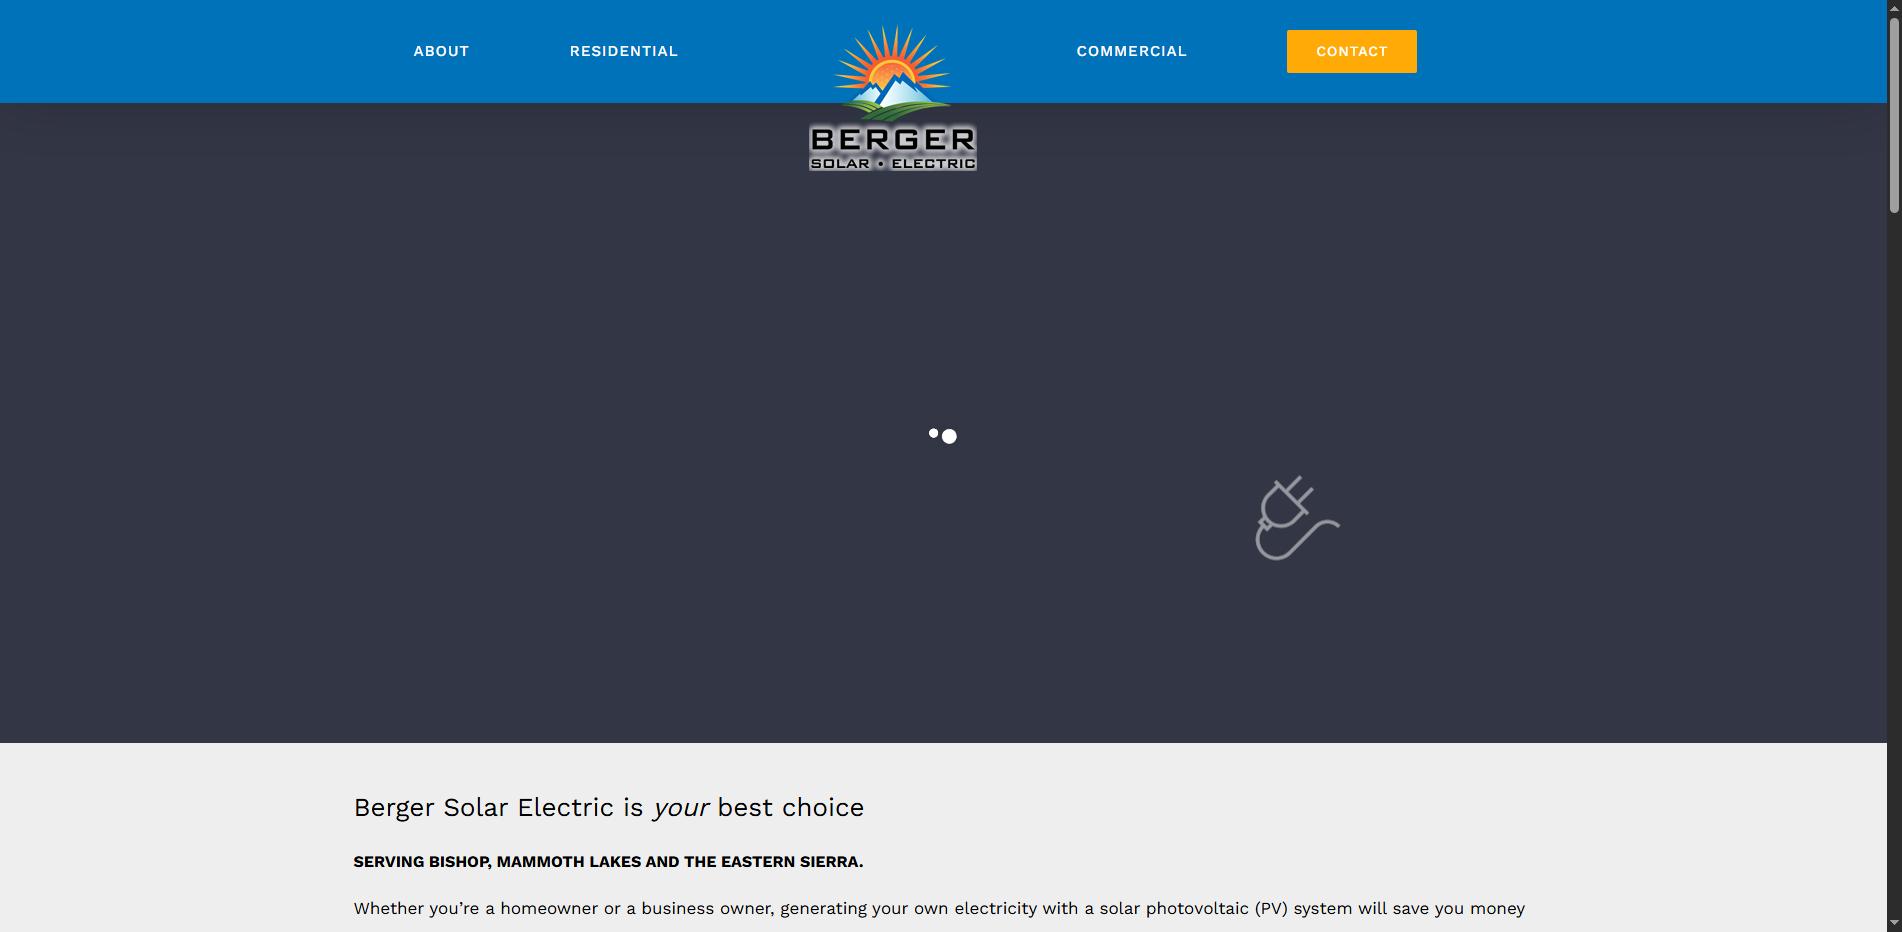 ABOUT
RESIDENTIAL
BERGER
SOLAR • ELECTRIC
COMMERCIAL
CONTACT
Berger Solar Electric is your best choice
SERVING BISHOP, MAMMOTH LAKES AND THE EASTERN SIERRA.
Whether you’re a homeowner or a business owner, generating your own electricity with a solar photovoltaic (PV) system will save you money